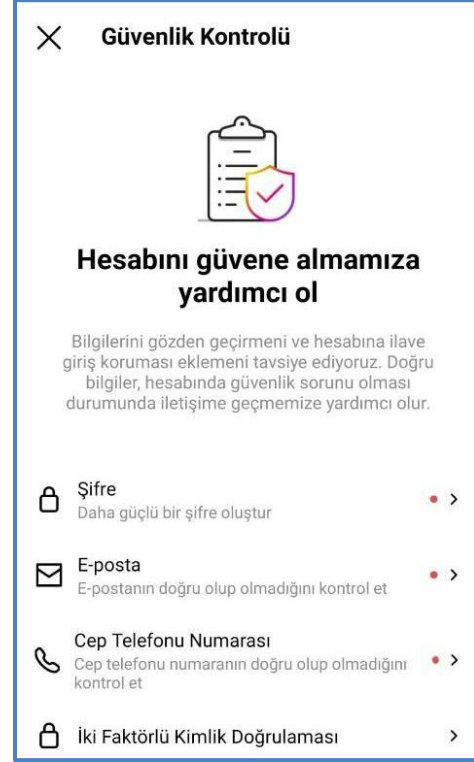 Güvenlik Kontrolü
Hesabını güvene almamıza
yardımcı ol
Bilgilerini gözden geçirmeni ve hesabına ilave
giriş koruması eklemeni tavsiye ediyoruz. Doğru
bilgiler, hesabında güvenlik sorunu olması
durumunda iletişime geçmemize yardımcı olur.
Şifre
Daha güçlü bir şifre oluştur
E-posta
E-postanın doğru olup olmadığını kontrol et
Cep Telefonu Numarası
Cep telefonu numaranın doğru olup olmadığını
kontrol et
İki Faktörlü Kimlik Doğrulaması